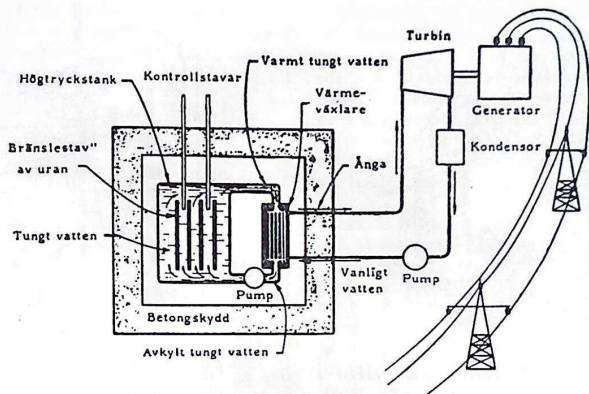 Turbin
Högtryckstank
Kontrollstavar
Varmt tungt vatten
Värme-
växlare
Generator
Kondensor
Bränslestav"
av uran
Ånga
Tungt vatten
Pump
Vanligt
vatten
Pump
Betongskydd
Avkylt tungt vatten